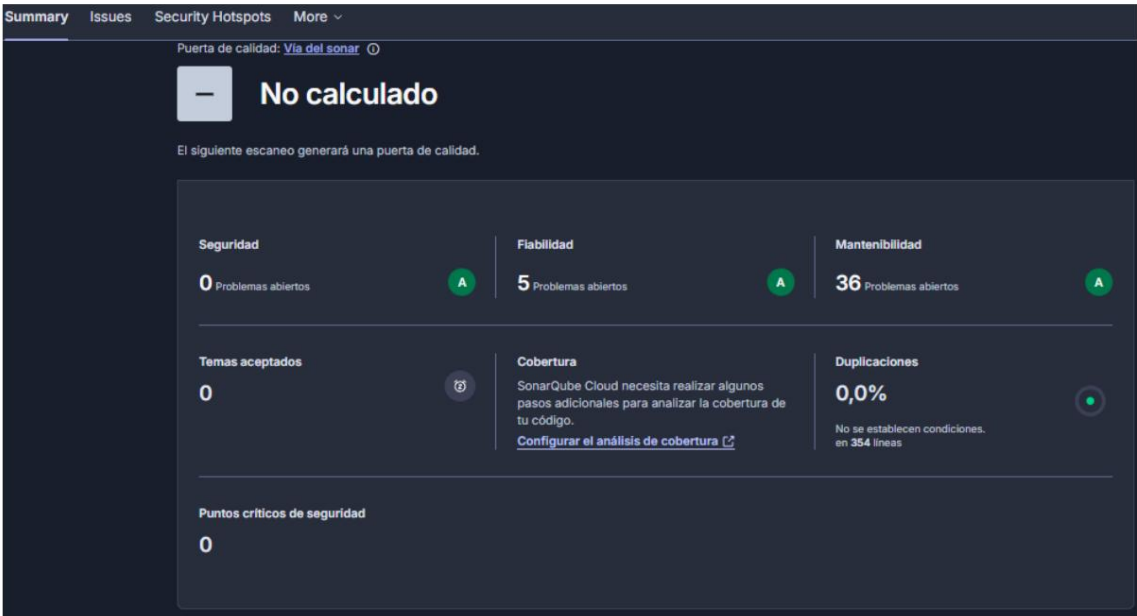 Summary Issues Security Hotspots More
Puerta de calidad: Vía del sonar
No calculado
El siguiente escaneo generará una puerta de calidad.
Seguridad
0 Problemas abiertos
A
Fiabilidad
5 Problemas abiertos
A
Mantenibilidad
36 Problemas abiertos
A
Temas aceptados
0
Cobertura
SonarQube Cloud necesita realizar algunos
pasos adicionales para analizar la cobertura de
tu código.
Configurar el análisis de cobertura
Duplicaciones
0,0%
No se establecen condiciones.
en 354 líneas
Puntos críticos de seguridad
0